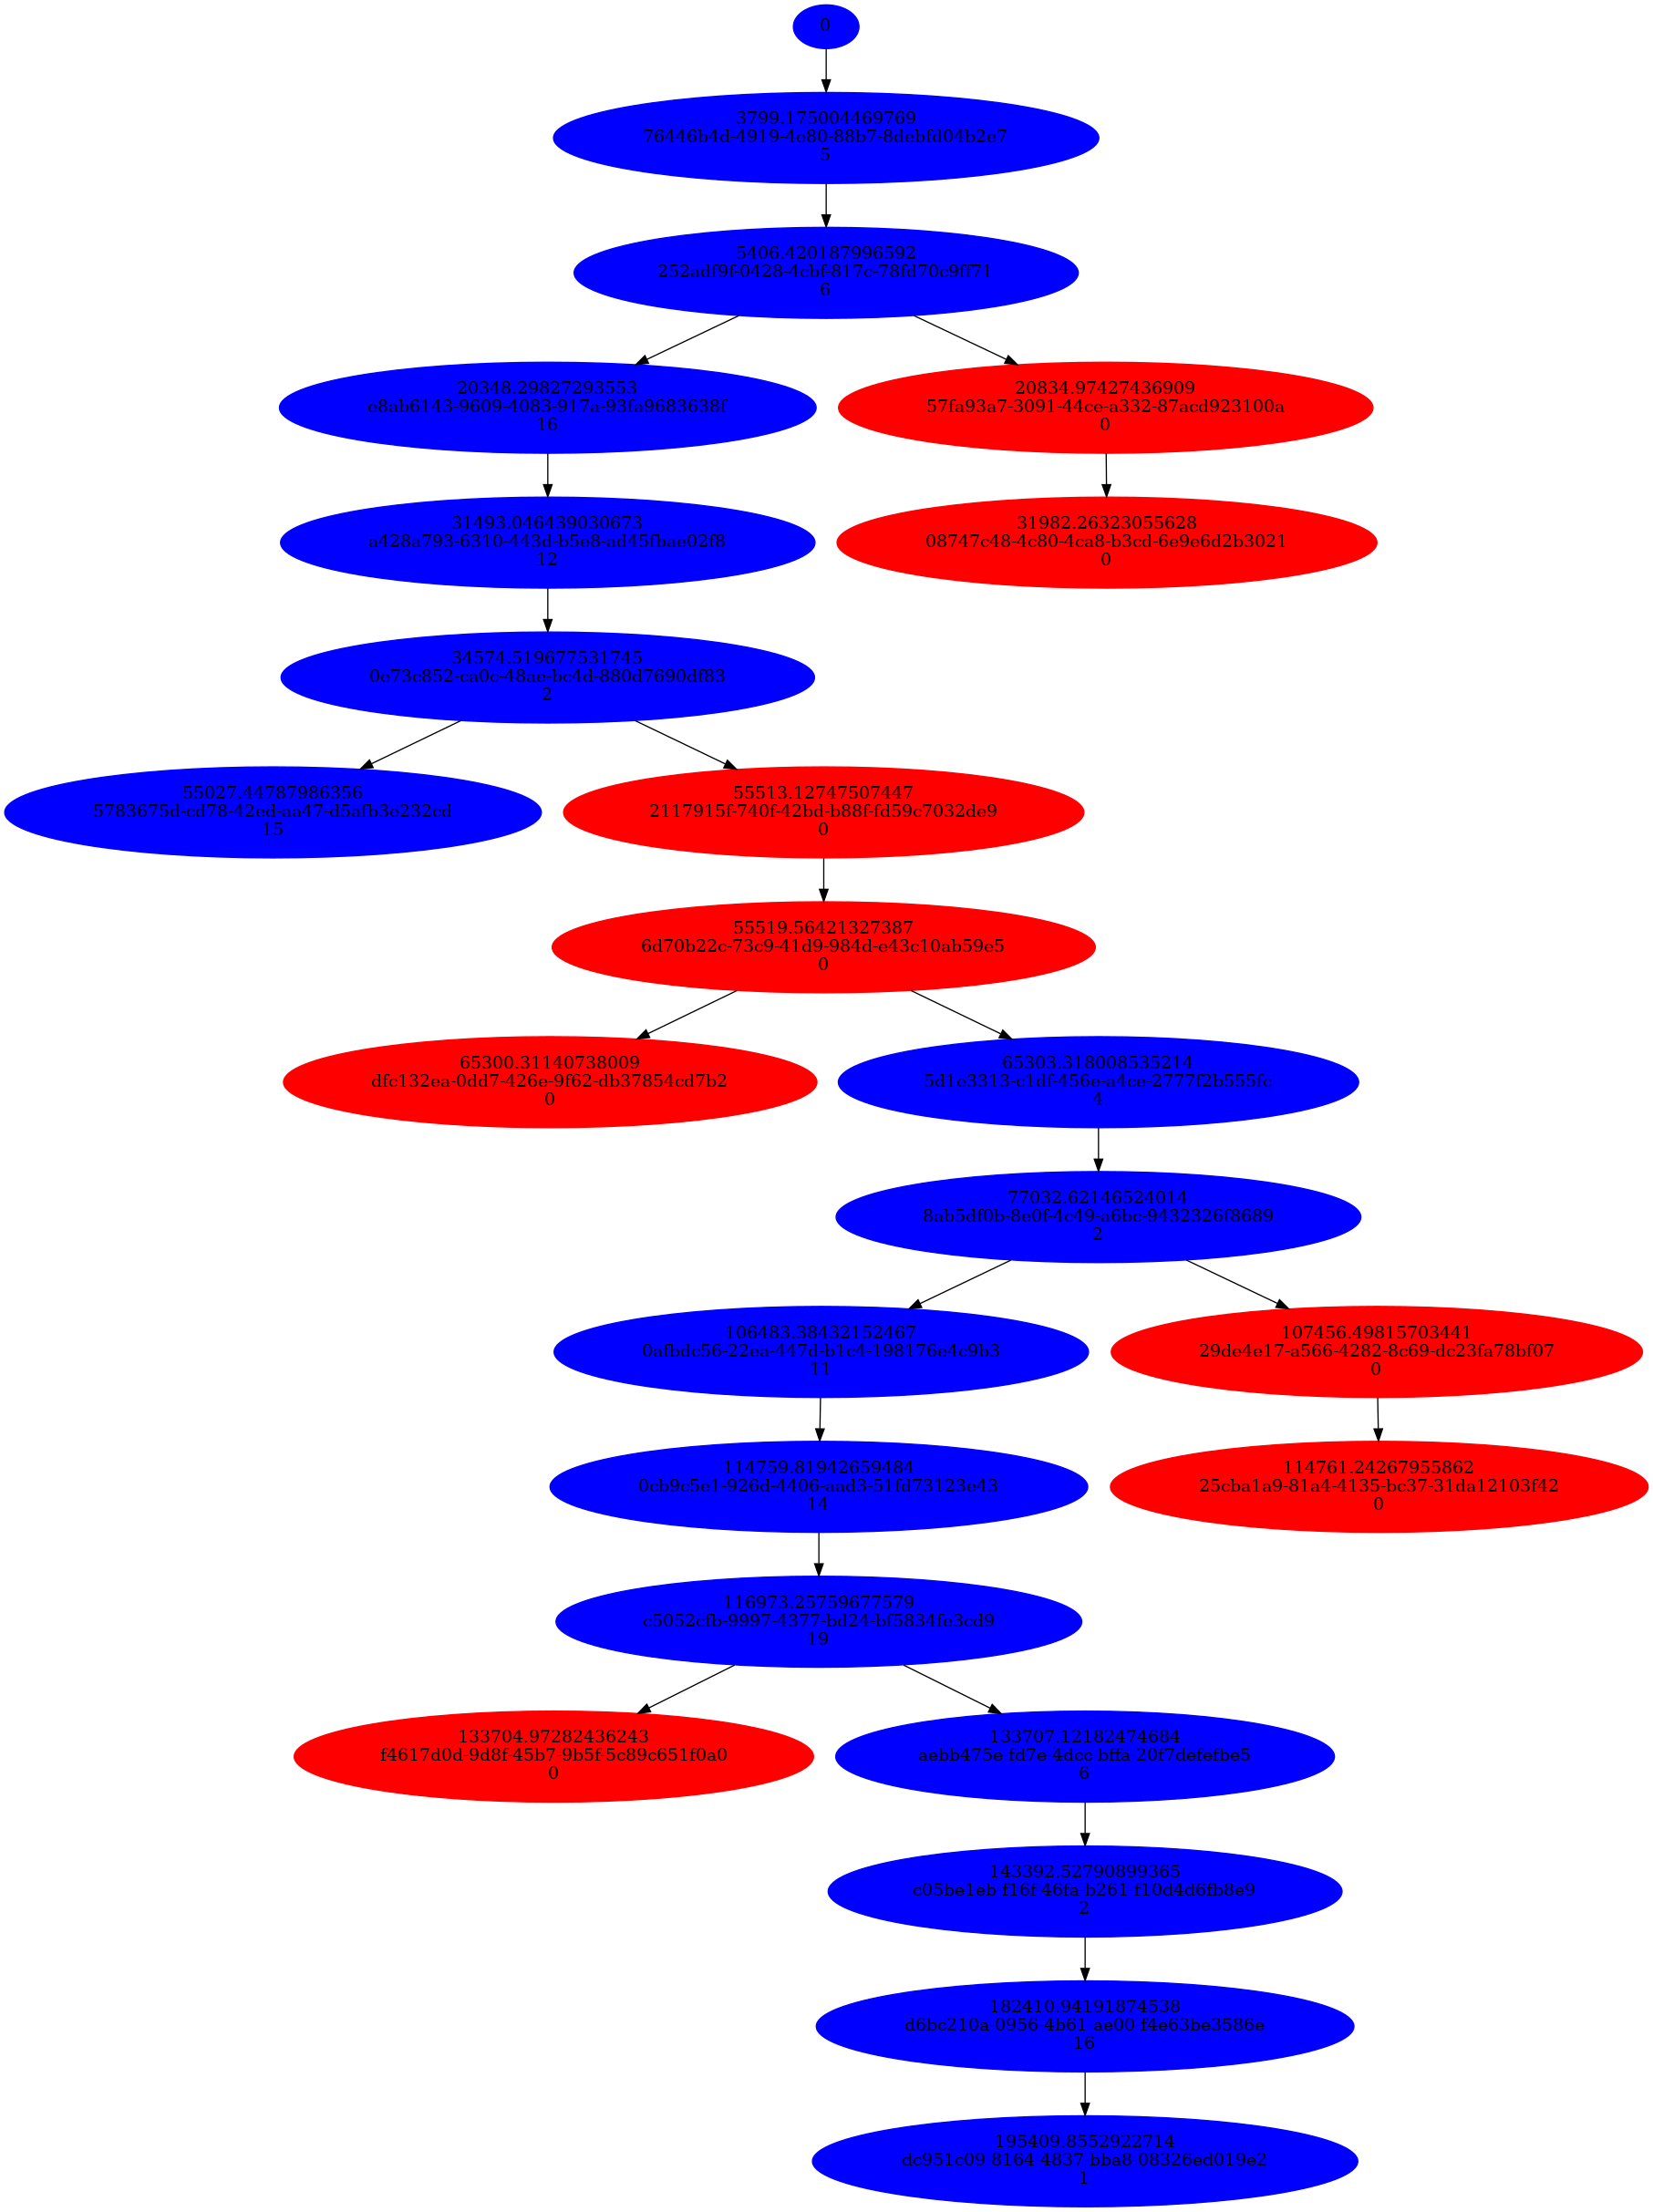 0
3799.175004469769
76446b4d-4919-4e80-88b7-8debfd04b2e7
5
5406.420187996592
252adf9f-0428-4cbf-817c-78fd70c9ff71
6
20348.29827293553
e8ab6143-9609-4083-917a-93fa9683638f
16
20834.97427436909
57fa93a7-3091-44ce-a332-87acd923100a
0
31493.046439030673
a428a793-6310-443d-b5e8-ad45fbae02f8
12
31982.26323055628
08747c48-4c80-4ca8-b3cd-6e9e6d2b3021
0
34574.519677531745
0e73c852-ca0c-48ae-bc4d-880d7690df83
2
55027.44787986356
5783675d-cd78-42ed-aa47-d5afb3e232cd
15
55513.12747507447
2117915f-740f-42bd-b88f-fd59c7032de9
0
55519.56421327387
6d70b22c-73c9-41d9-984d-e43c10ab59e5
0
65300.31140738009
dfc132ea-0dd7-426e-9f62-db37854cd7b2
0
65303.318008535214
5d1e3313-c1df-456e-a4ce-2777f2b555fc
4
77032.62146524014
8ab5df0b-8e0f-4c49-a6bc-9432326f8689
2
106483.38432152467
0afbdc56-22ea-447d-b1c4-198176e4c9b3
11
107456.49815703441
29de4e17-a566-4282-8c69-dc23fa78bf07
0
114759.81942659484
0cb9c5e1-926d-4406-aad3-51fd73123e43
14
114761.24267955862
25cba1a9-81a4-4135-bc37-31da12103f42
0
116973.25759677579
c5052cfb-9997-4377-bd24-bf5834fe3cd9
19
133704.97282436243
f4617d0d-9d8f-45b7-9b5f-5c89c651f0a0
0
133707.12182474684
aebb475e-fd7e-4dcc-bffa-20f7defefbe5
6
143392.52790899365
c05be1eb-f16f-46fa-b261-f10d4d6fb8e9
2
182410.94191874538
d6bc210a-0956-4b61-ae00-f4e63be3586e
16
195409.8552922714
dc951c09-8164-4837-bba8-08326ed019e2
1